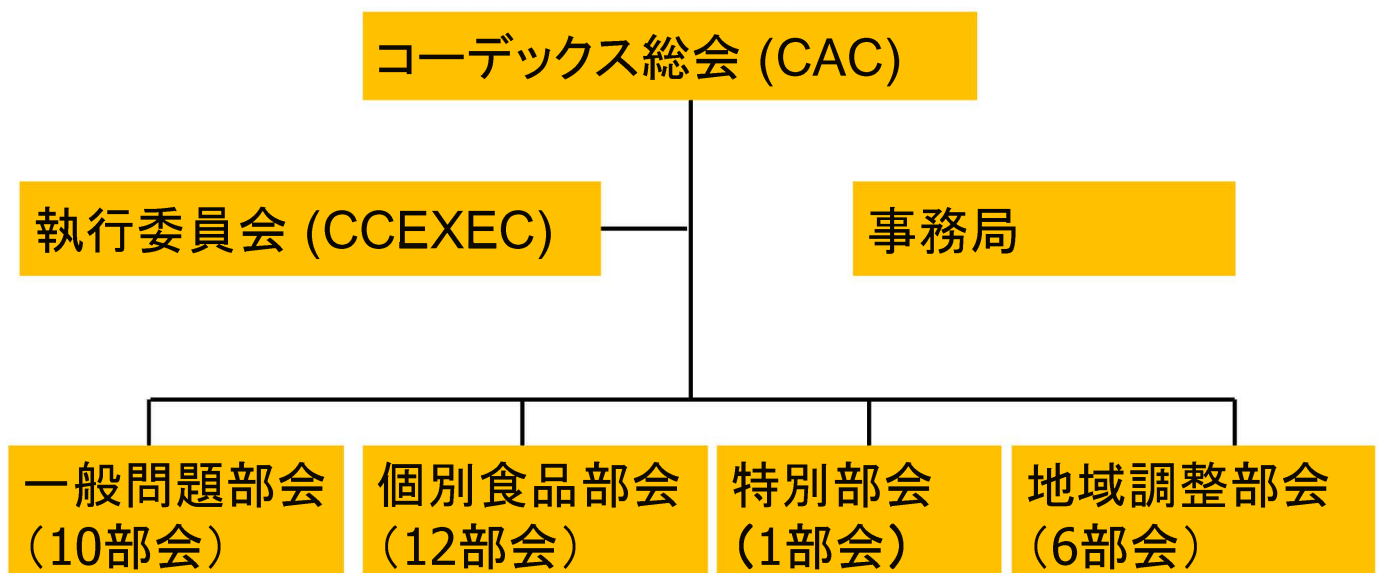 コーデックス総会 (CAC)
執行委員会 (CCEXEC)
事務局
一般問題部会
（10部会）
個別食品部会
（12部会）
特別部会
（1部会）
地域調整部会
（6部会）